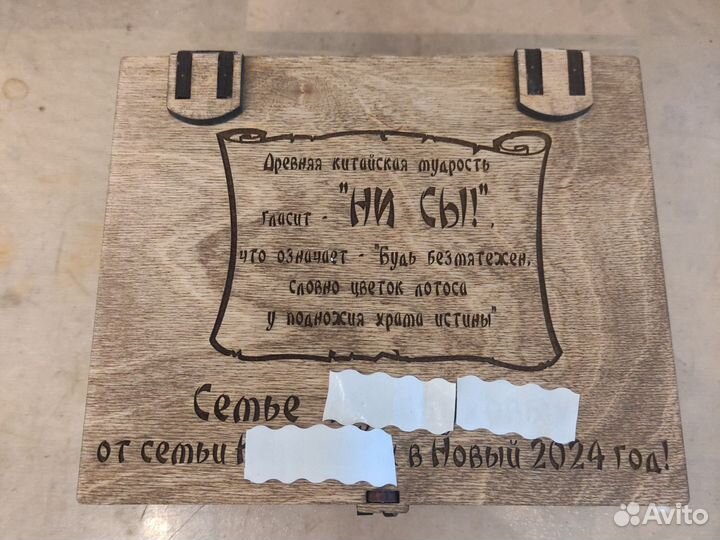 Древняя китайская мудрость
гласит - "НИ СЫ!",
что означает - "Будь безмятежен,
словно цветок лотоса
у подножия храма истины"
Семье
от семьи в Новый 2024 год!
Avito